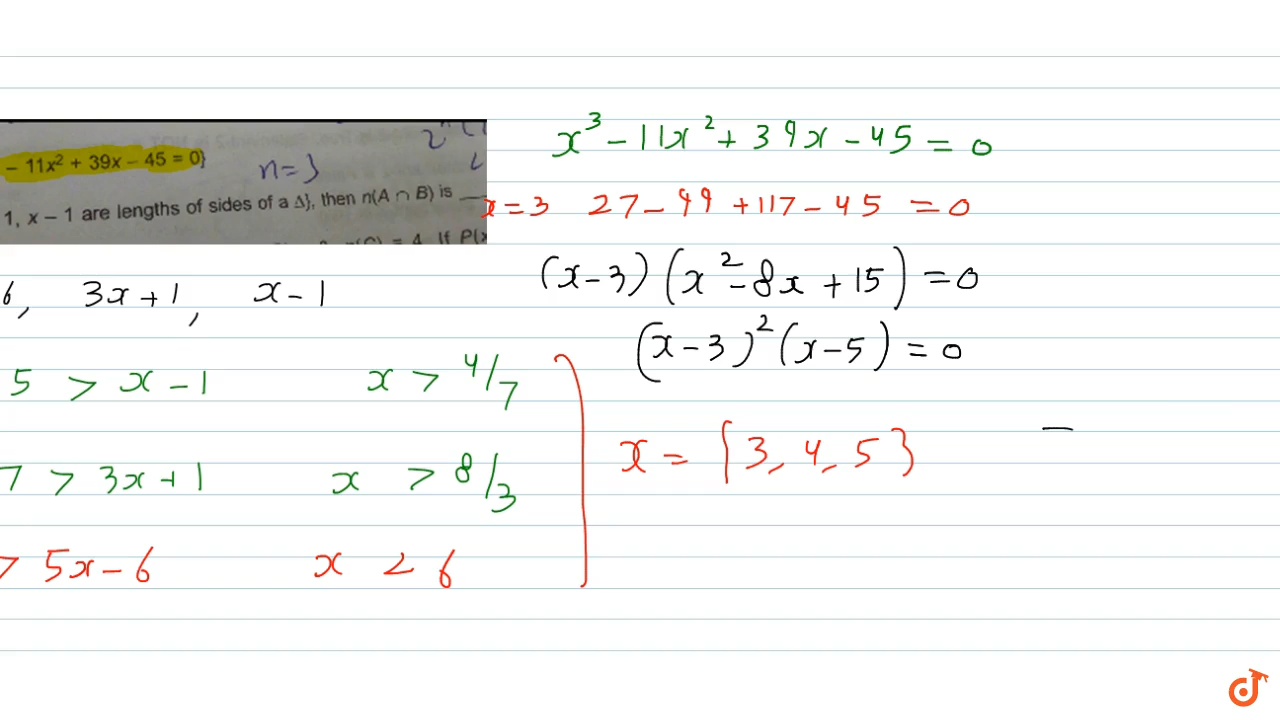 – 11x² + 39x – 45 = 0}
n=3
1, x – 1 are lengths of sides of a Δ}, then n(A ∩ B) is
= 4. If P(
x³ - 11x² + 39x - 45 = 0
x = 3 27 - 99 + 117 - 45 = 0
(x-3) (x² - 8x + 15) = 0
(x-3)² (x-5) = 0
x = {3, 4, 5}
6, 3x+1, x-1
5 > x-1 x > 4/7
7 > 3x+1 x > 8/3
> 5x-6 x < 6